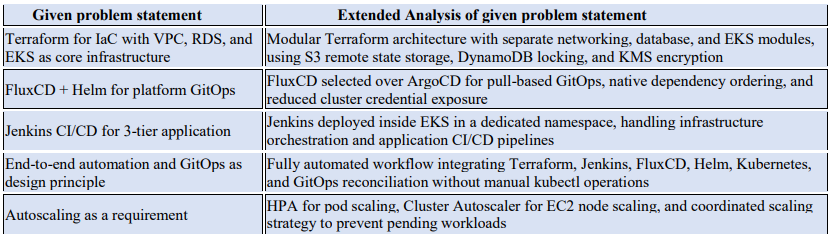 Given problem statement
Extended Analysis of given problem statement
Terraform for IaC with VPC, RDS, and
EKS as core infrastructure
Modular Terraform architecture with separate networking, database, and EKS modules,
using S3 remote state storage, DynamoDB locking, and KMS encryption
FluxCD + Helm for platform GitOps
FluxCD selected over ArgoCD for pull-based GitOps, native dependency ordering, and
reduced cluster credential exposure
Jenkins CI/CD for 3-tier application
Jenkins deployed inside EKS in a dedicated namespace, handling infrastructure
orchestration and application CI/CD pipelines
End-to-end automation and GitOps as
design principle
Fully automated workflow integrating Terraform, Jenkins, FluxCD, Helm, Kubernetes,
and GitOps reconciliation without manual kubectl operations
Autoscaling as a requirement
HPA for pod scaling, Cluster Autoscaler for EC2 node scaling, and coordinated scaling
strategy to prevent pending workloads